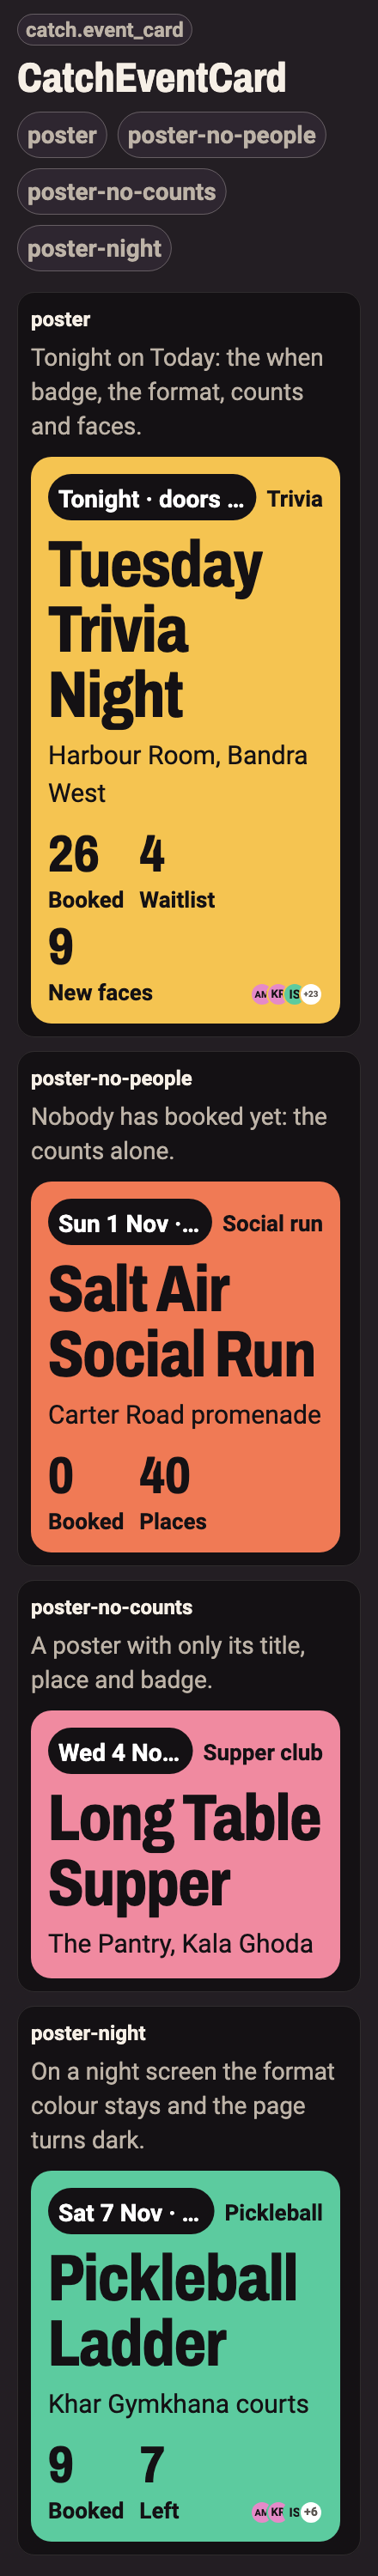 catch.event_card
CatchEventCard
poster
poster-no-people
poster-no-counts
poster-night
poster
Tonight on Today: the when
badge, the format, counts
and faces.
Tonight · doors ...
Trivia
Tuesday
Trivia
Night
Harbour Room, Bandra
West
26 4
Booked Waitlist
9
New faces
AM KF IS +23
poster-no-people
Nobody has booked yet: the
counts alone.
Sun 1 Nov ·...
Social run
Salt Air
Social Run
Carter Road promenade
0 40
Booked Places
poster-no-counts
A poster with only its title,
place and badge.
Wed 4 No...
Supper club
Long Table
Supper
The Pantry, Kala Ghoda
poster-night
On a night screen the format
colour stays and the page
turns dark.
Sat 7 Nov · ...
Pickleball
Pickleball
Ladder
Khar Gymkhana courts
9 7
Booked Left
IS +6